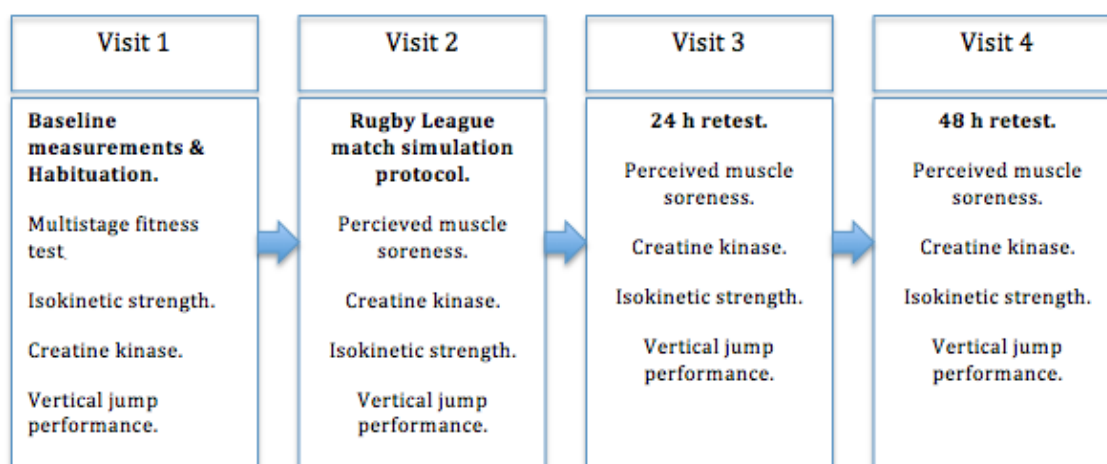 Visit 1
Baseline
measurements &
Habituation.
Multistage fitness
test.
Isokinetic strength.
Creatine kinase.
Vertical jump
performance.
Visit 2
Rugby League
match simulation
protocol.
Percieved muscle
soreness.
Creatine kinase.
Isokinetic strength.
Vertical jump
performance.
Visit 3
24 h retest.
Perceived muscle
soreness.
Creatine kinase.
Isokinetic strength.
Vertical jump
performance.
Visit 4
48 h retest.
Perceived muscle
soreness.
Creatine kinase.
Isokinetic strength.
Vertical jump
performance.